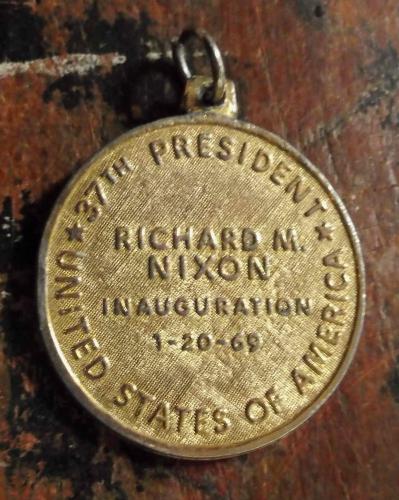 ★ 37TH PRESIDENT ★
RICHARD M.
NIXON
INAUGURATION
1-20-69
UNITED STATES OF AMERICA